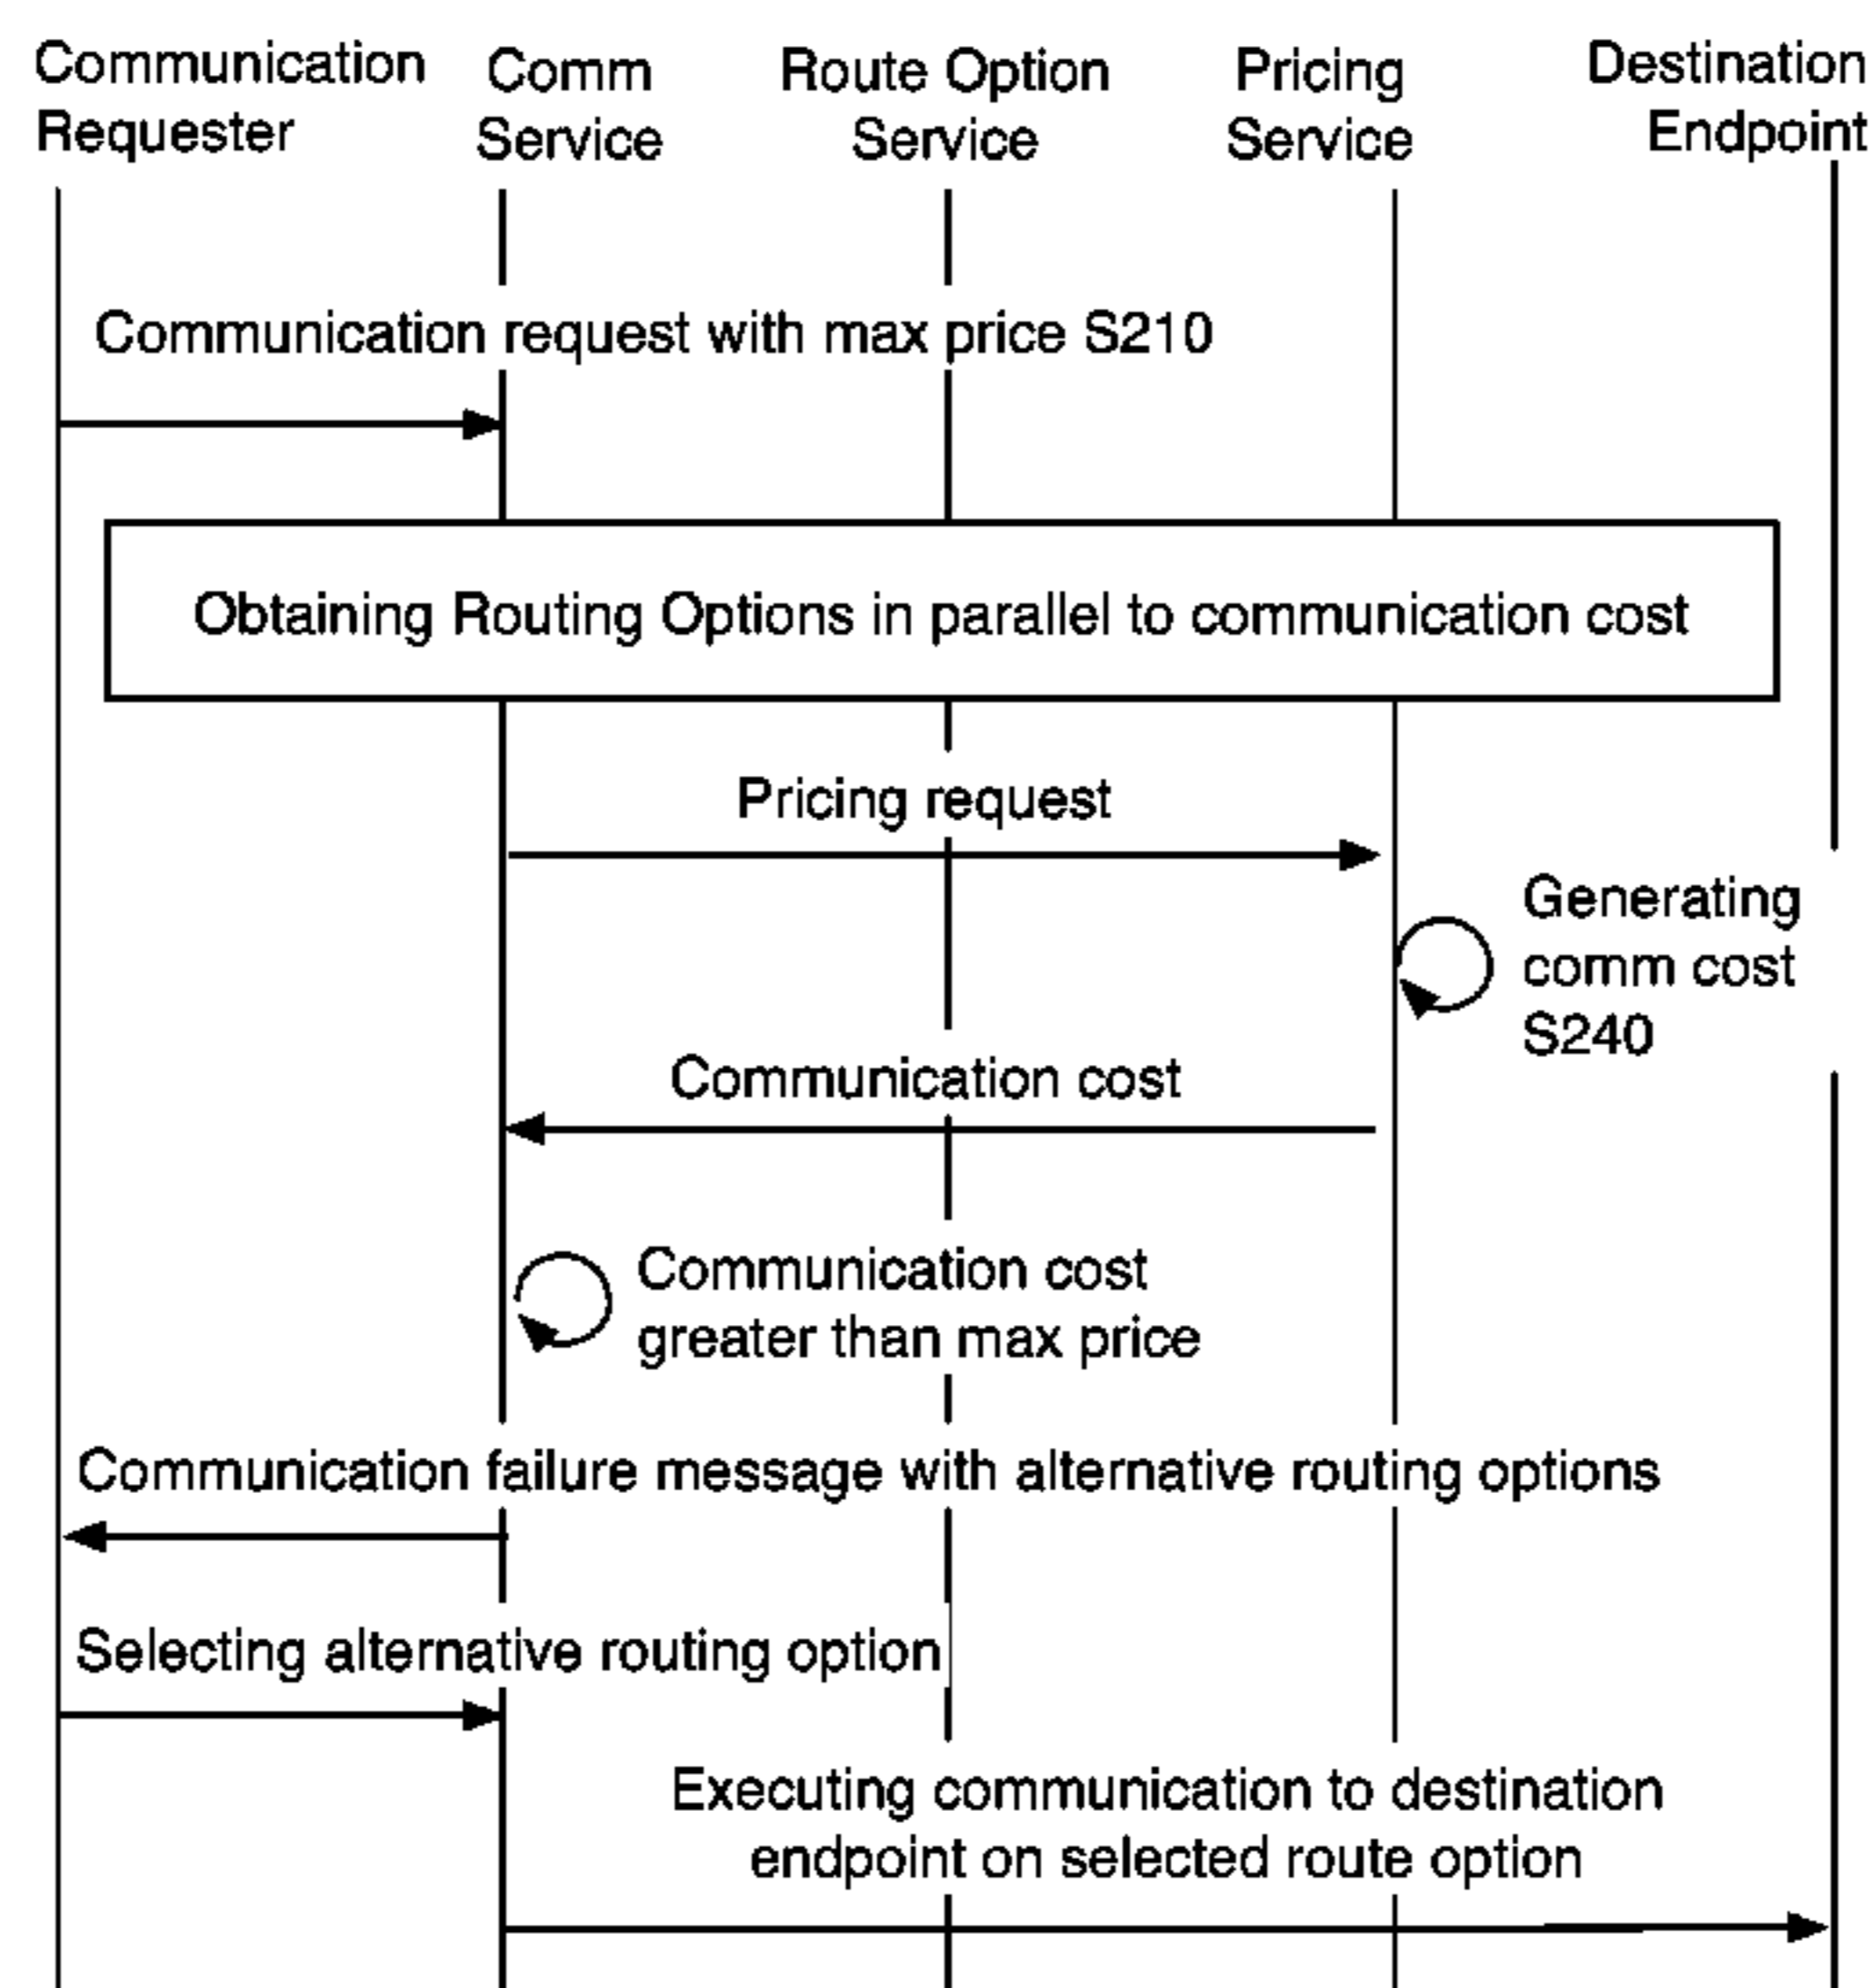 Communication
Requester
Comm
Service
Route Option
Service
Pricing
Service
Destination
Endpoint
Communication request with max price S210
Obtaining Routing Options in parallel to communication cost
Pricing request
Generating
comm cost
S240
Communication cost
Communication cost
greater than max price
Communication failure message with alternative routing options
Selecting alternative routing option
Executing communication to destination
endpoint on selected route option